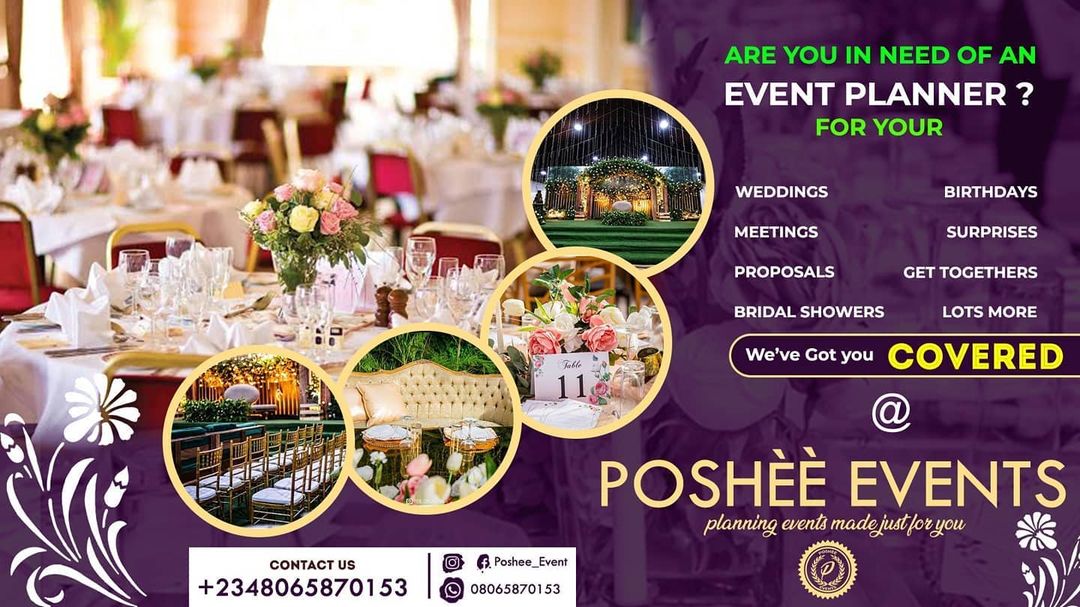 ARE YOU IN NEED OF AN
EVENT PLANNER ?
FOR YOUR
WEDDINGS
BIRTHDAYS
MEETINGS
SURPRISES
PROPOSALS
GET TOGETHERS
BRIDAL SHOWERS
LOTS MORE
We've Got you COVERED
@
POSHÈÈ EVENTS
planning events made just for you
POSHEE
P
EVENTS
Table
11
CONTACT US
+2348065870153
Poshee_Event
08065870153